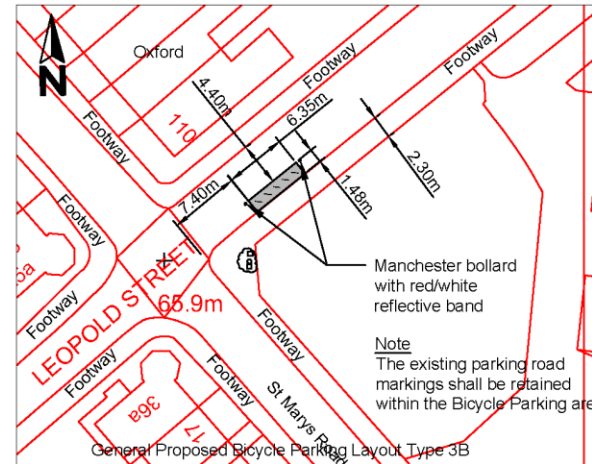 Oxford
N
Footway
Footway
Footway
110
4.40m
6.35m
7.40m
1.48m
2.30m
Footway
5a
LEOPOLD STREET
65.9m
Manchester bollard
with red/white
reflective band
Footway
Footway
Note
The existing parking road
markings shall be retained
within the Bicycle Parking are
Footway
Footway
St Marys Road
36a
17
General Proposed Bicycle Parking Layout Type 3B